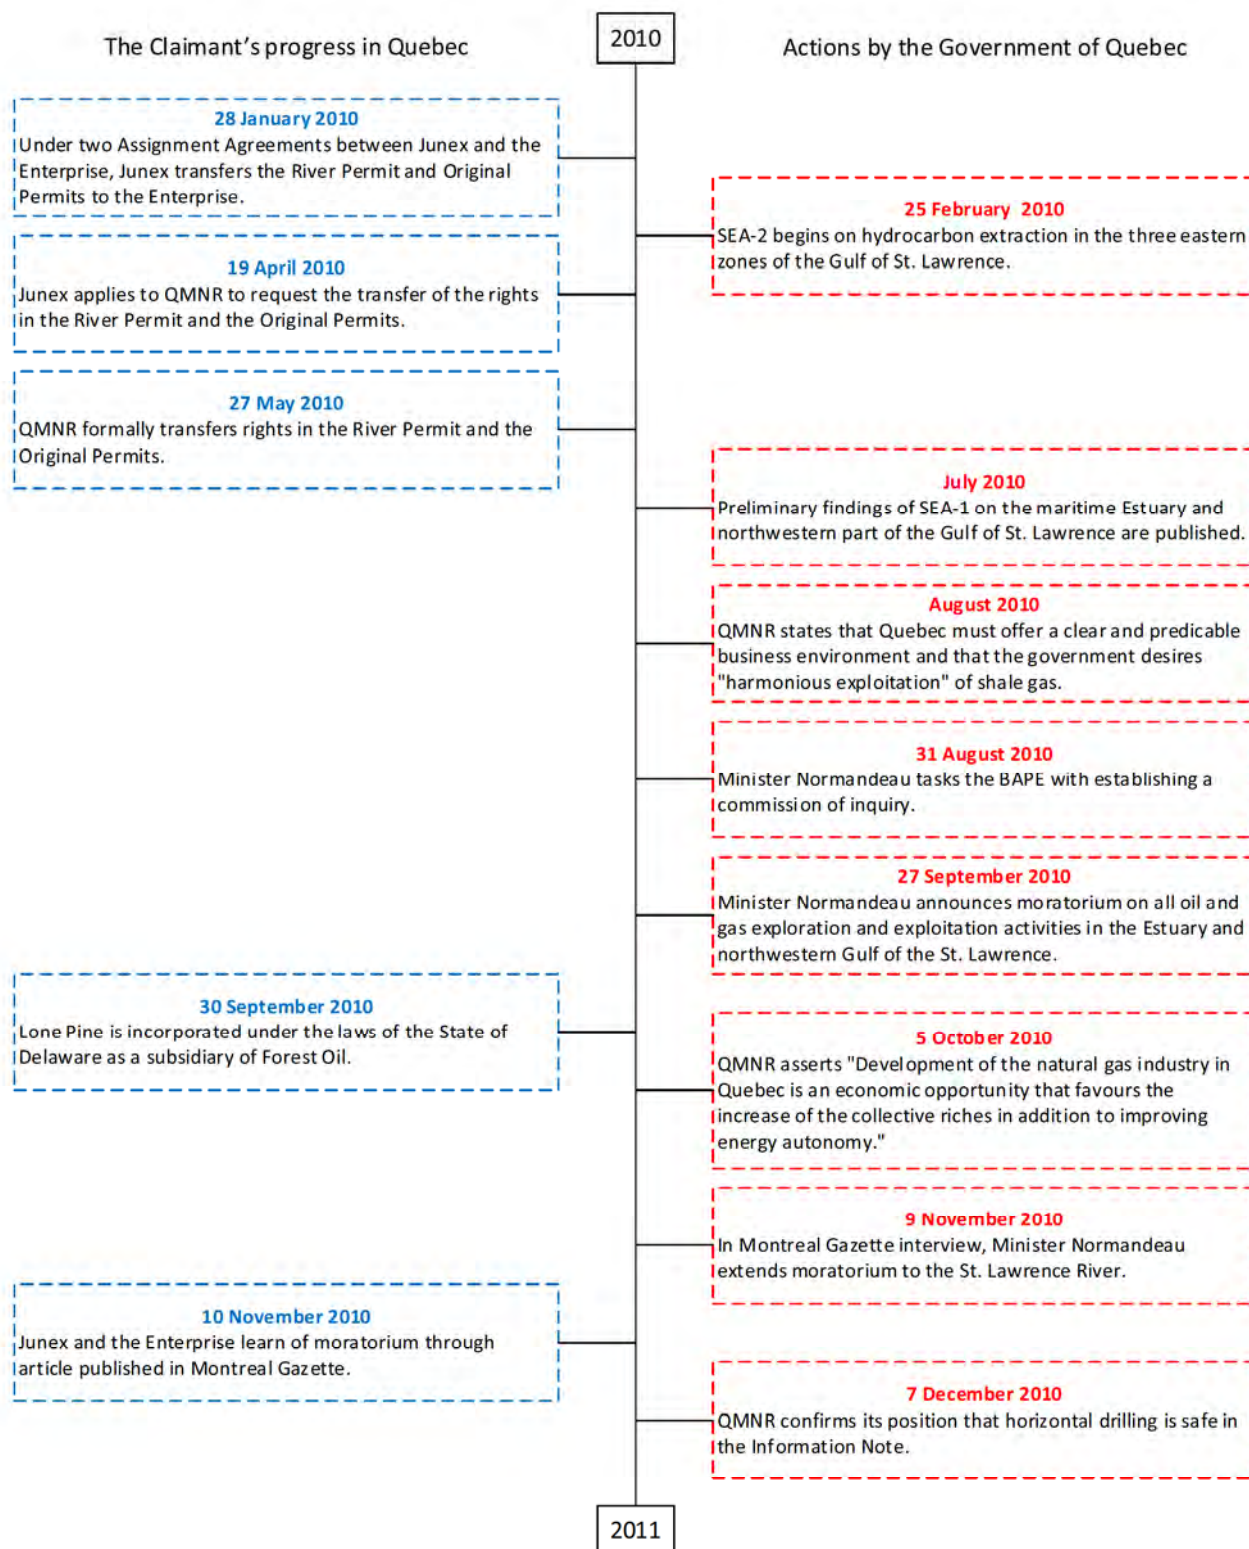 The Claimant's progress in Quebec
2010
Actions by the Government of Quebec
28 January 2010
Under two Assignment Agreements between Junex and the
Enterprise, Junex transfers the River Permit and Original
Permits to the Enterprise.
25 February 2010
SEA-2 begins on hydrocarbon extraction in the three eastern
zones of the Gulf of St. Lawrence.
19 April 2010
Junex applies to QMNR to request the transfer of the rights
in the River Permit and the Original Permits.
27 May 2010
QMNR formally transfers rights in the River Permit and the
Original Permits.
July 2010
Preliminary findings of SEA-1 on the maritime Estuary and
northwestern part of the Gulf of St. Lawrence are published.
August 2010
QMNR states that Quebec must offer a clear and predicable
business environment and that the government desires
"harmonious exploitation" of shale gas.
31 August 2010
Minister Normandeau tasks the BAPE with establishing a
commission of inquiry.
27 September 2010
Minister Normandeau announces moratorium on all oil and
gas exploration and exploitation activities in the Estuary and
northwestern Gulf of the St. Lawrence.
30 September 2010
Lone Pine is incorporated under the laws of the State of
Delaware as a subsidiary of Forest Oil.
5 October 2010
QMNR asserts "Development of the natural gas industry in
Quebec is an economic opportunity that favours the
increase of the collective riches in addition to improving
energy autonomy."
9 November 2010
In Montreal Gazette interview, Minister Normandeau
extends moratorium to the St. Lawrence River.
10 November 2010
Junex and the Enterprise learn of moratorium through
article published in Montreal Gazette.
7 December 2010
QMNR confirms its position that horizontal drilling is safe in
the Information Note.
2011